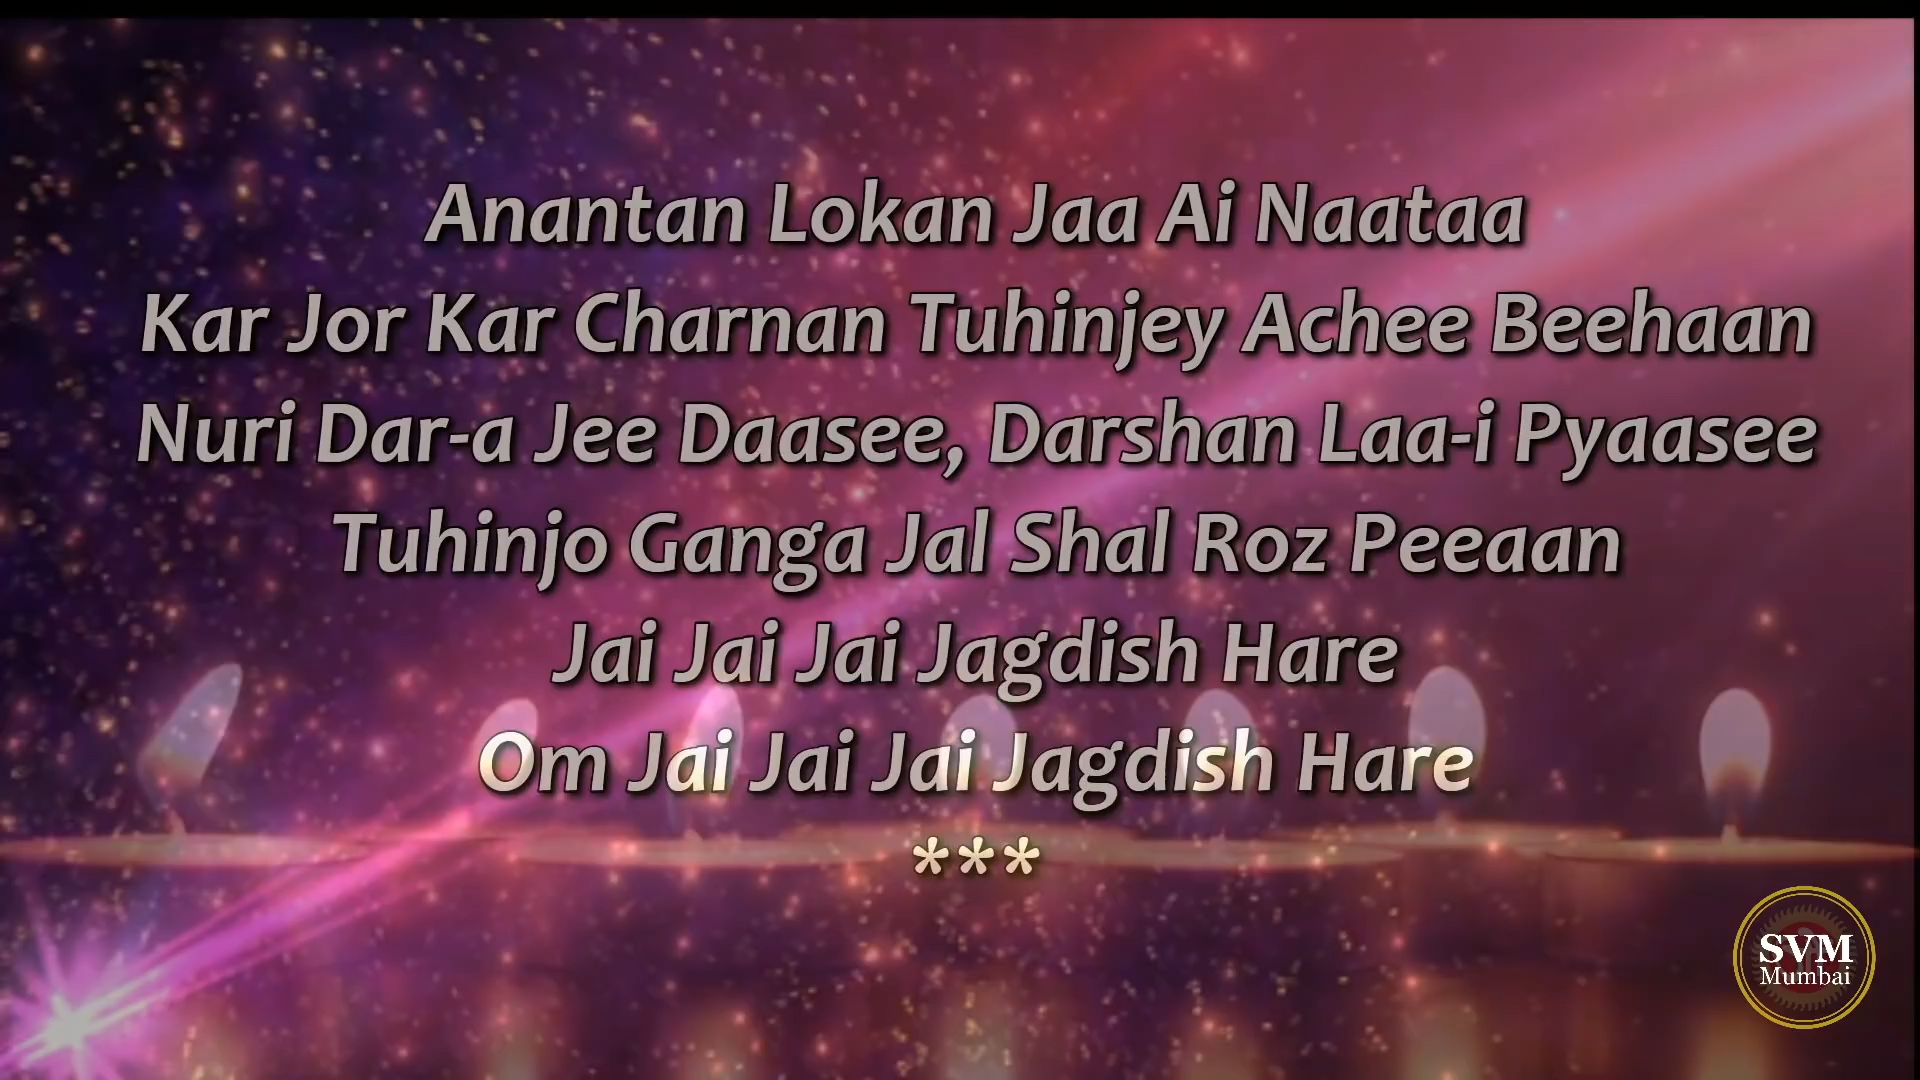 Anantan Lokan Jaa Ai Naataa
Kar Jor Kar Charnan Tuhinjey Achee Beehaan
Nuri Dar-a Jee Daasee, Darshan Laa-i Pyaasee
Tuhinjo Ganga Jal Shal Roz Peeaan
Jai Jai Jai Jagdish Hare
Om Jai Jai Jai Jagdish Hare
***
SVM
Mumbai